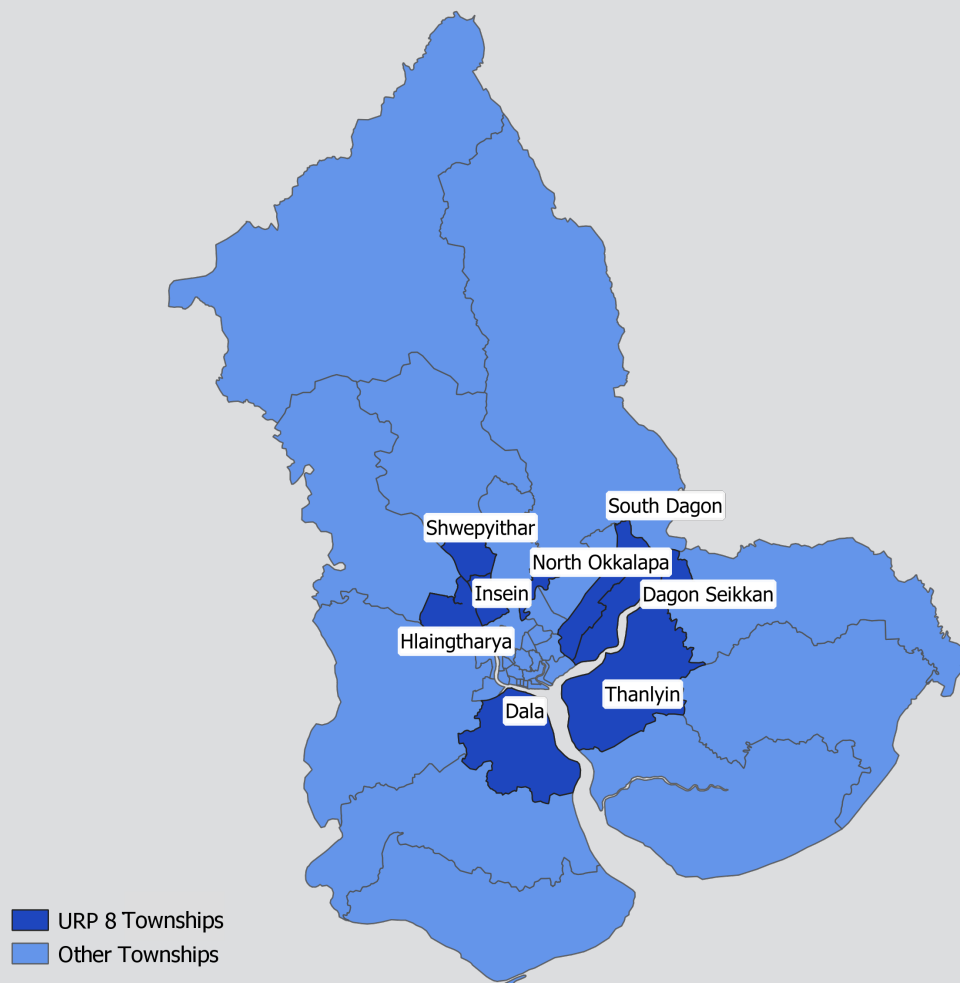 South Dagon
Shwepyithar
North Okkalapa
Insein
Dagon Seikkan
Hlaingtharya
Thanlyin
Dala
URP 8 Townships
Other Townships